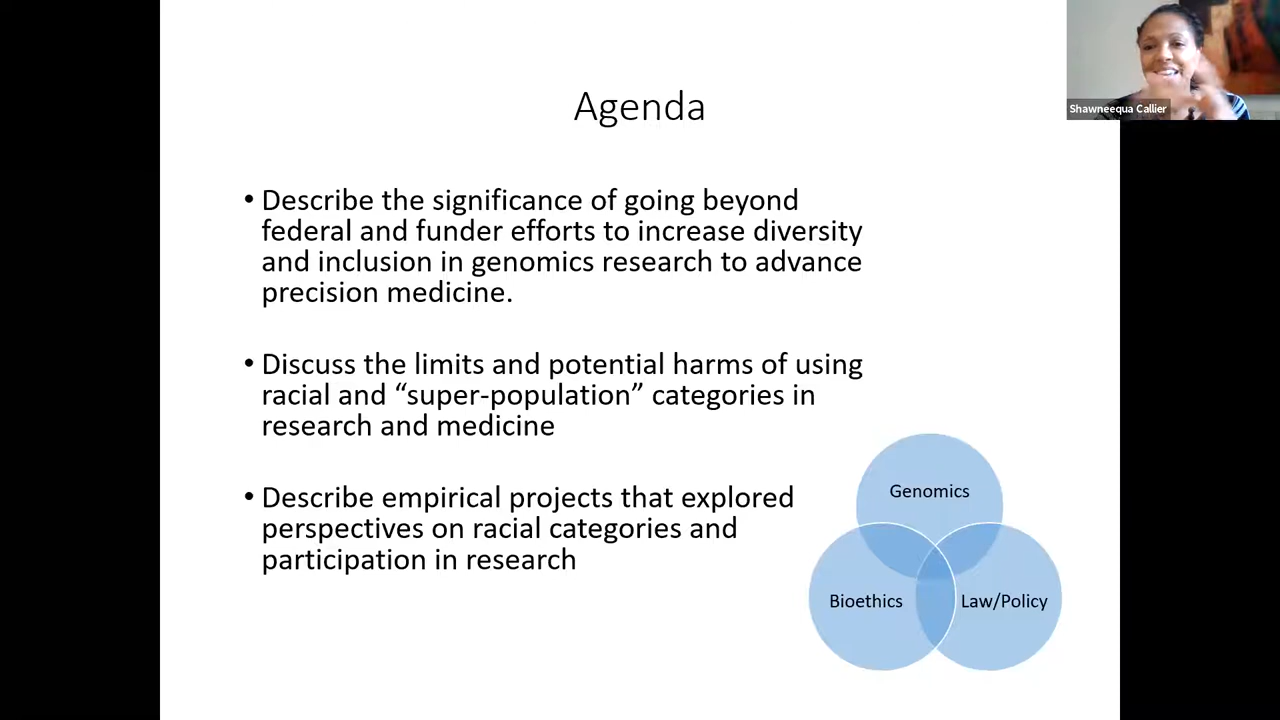 Agenda
Shawneequa Callier
• Describe the significance of going beyond
federal and funder efforts to increase diversity
and inclusion in genomics research to advance
precision medicine.
• Discuss the limits and potential harms of using
racial and “super-population” categories in
research and medicine
• Describe empirical projects that explored
perspectives on racial categories and
participation in research
Genomics
Bioethics
Law/Policy